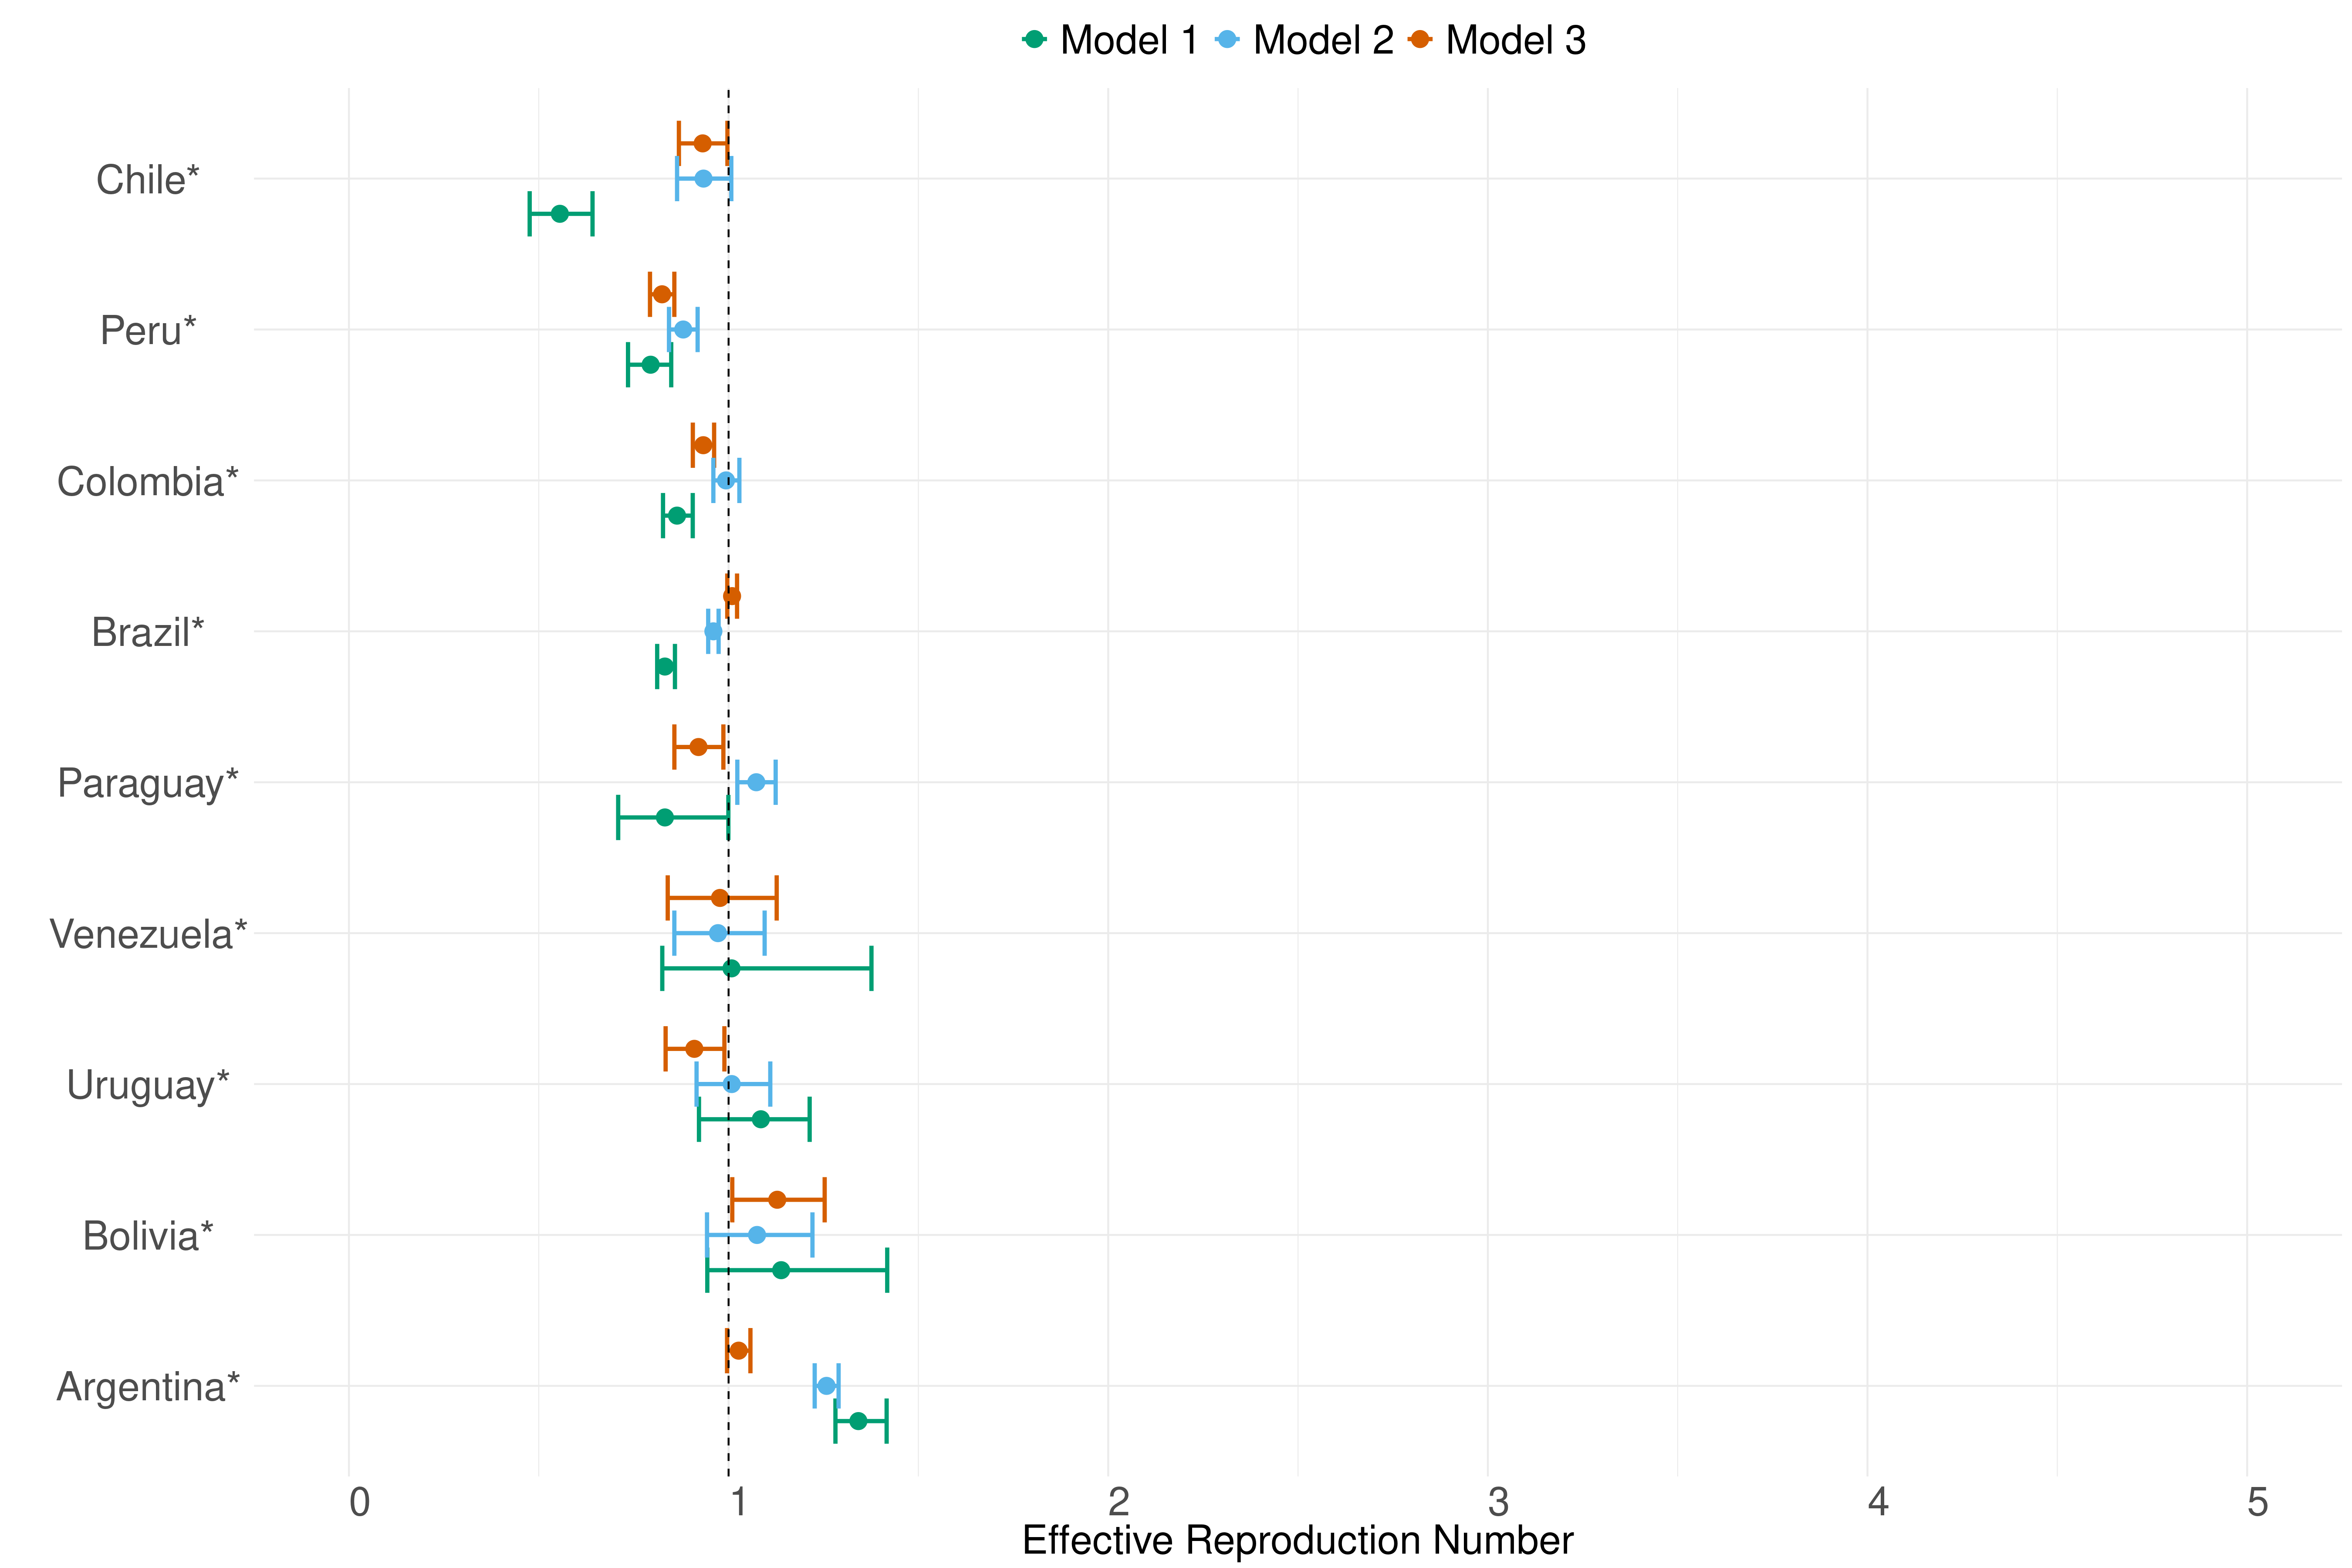 Model 1 Model 2 Model 3
Chile*
Peru*
Colombia*
Brazil*
Paraguay*
Venezuela*
Uruguay*
Bolivia*
Argentina*
0 1 2 3 4 5
Effective Reproduction Number